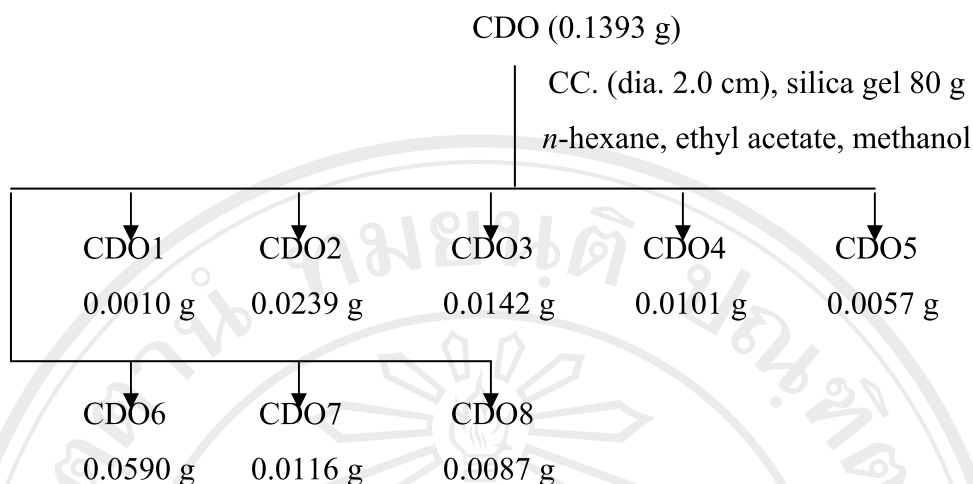 CDO (0.1393 g)
CC. (dia. 2.0 cm), silica gel 80 g
n-hexane, ethyl acetate, methanol
CDO1 CDO2 CDO3 CDO4 CDO5
0.0010 g 0.0239 g 0.0142 g 0.0101 g 0.0057 g
CDO6 CDO7 CDO8
0.0590 g 0.0116 g 0.0087 g